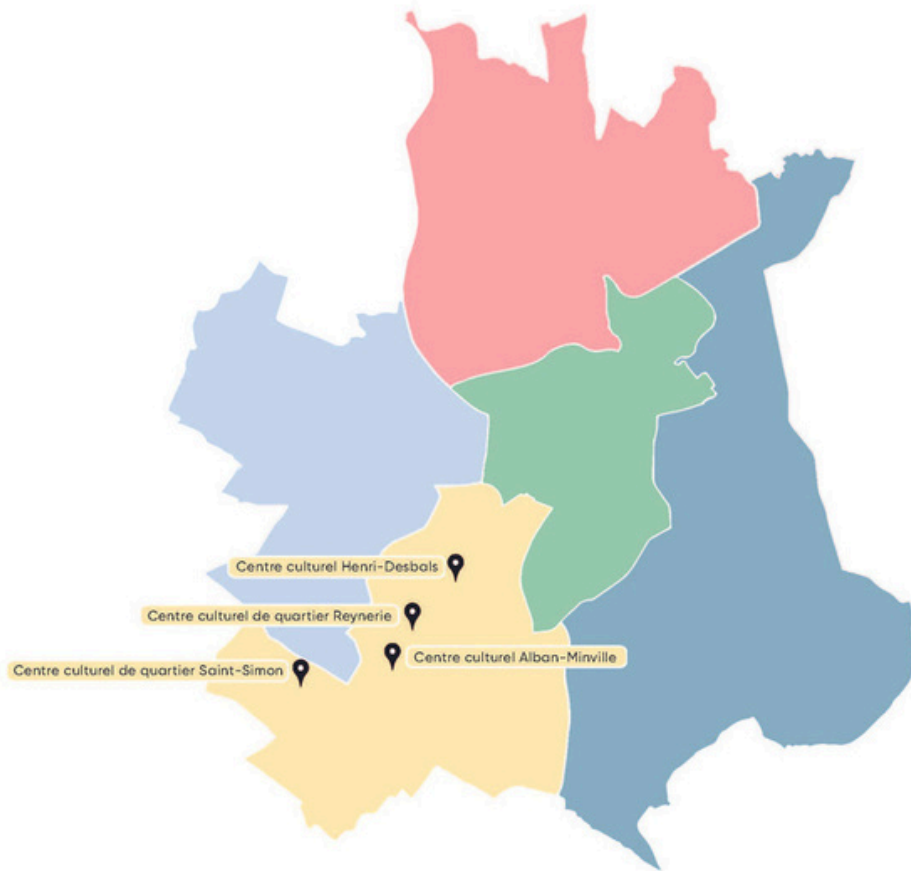 Centre culturel Henri-Desbals
Centre culturel de quartier Reynerie
Centre culturel Alban-Minville
Centre culturel de quartier Saint-Simon